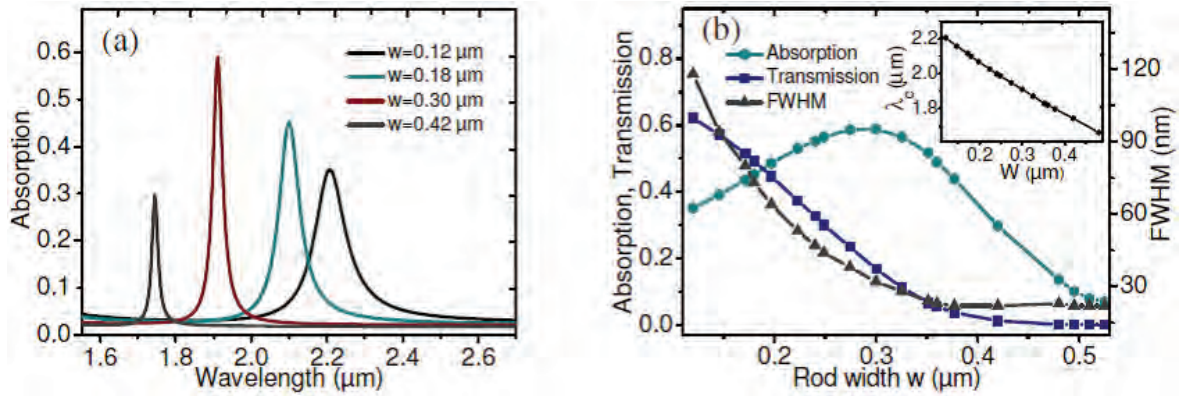 (a)
w=0.12 µm
w=0.18 µm
w=0.30 µm
w=0.42 µm
Absorption
0.6
0.5
0.4
0.3
0.2
0.1
0.0
1.6 1.8 2.0 2.2 2.4 2.6
Wavelength (µm)
(b)
Absorption
Transmission
FWHM
Absorption, Transmission
0.8
0.6
0.4
0.2
0.0
0.2 0.3 0.4 0.5
Rod width w (µm)
120
90
60
30
FWHM (nm)
2.2
2.0
1.8
λc (µm)
0.2 0.3 0.4
W (µm)